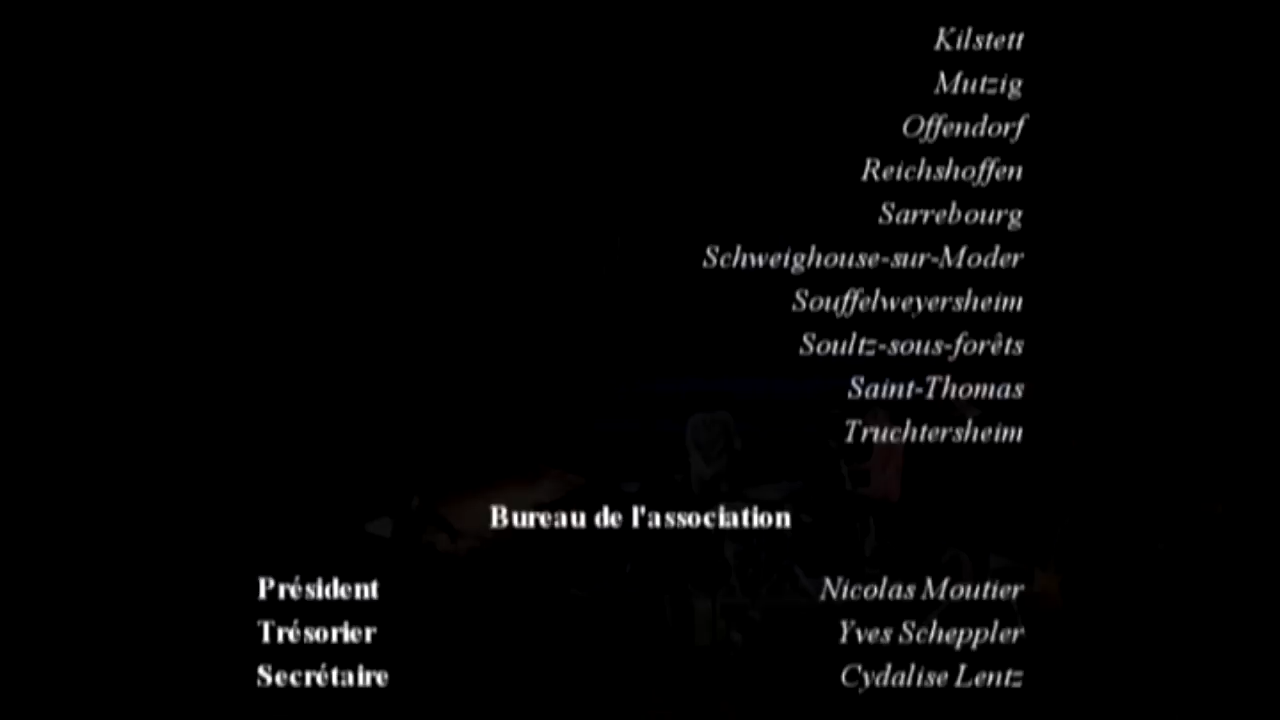 Kilstett
Mutzig
Offendorf
Reichshoffen
Sarrebourg
Schweighouse-sur-Moder
Souffelweyersheim
Soultz-sous-forêts
Saint-Thomas
Truchtersheim
Bureau de l'association
Président Nicolas Moutier
Trésorier Yves Scheppler
Secrétaire Cydalise Lentz